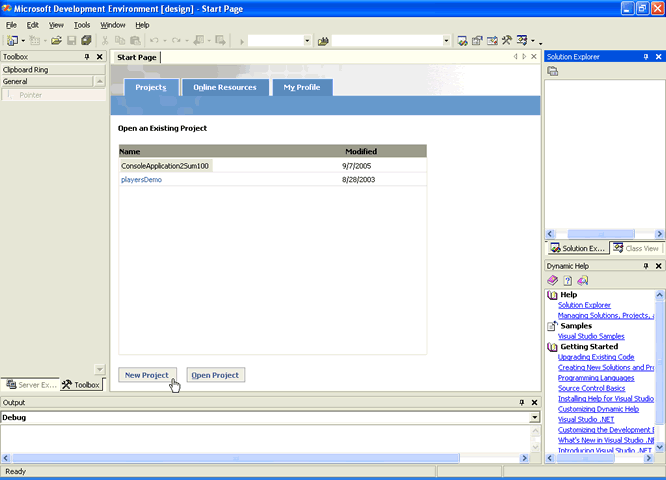 Microsoft Development Environment [design] - Start Page
File Edit View Tools Window Help
Toolbox
Clipboard Ring
General
Pointer
Server Ex...
Toolbox
Start Page
Projects
Online Resources
My Profile
Open an Existing Project
Name Modified
ConsoleApplication2Sum100 9/7/2005
playersDemo 8/28/2003
New Project
Open Project
Solution Explorer
Solution Ex...
Class View
Dynamic Help
Help
Solution Explorer
Managing Solutions, Projects,
Samples
Visual Studio Samples
Getting Started
Upgrading Existing Code
Creating New Solutions and Pr
Programming Languages
Source Control Basics
Installing Help for Visual Studio
Customizing Dynamic Help
Visual Studio .NET
Customizing the Development
What's New in Visual Studio .NE
Introducing Visual Studio .NE
Output
Debug
Ready